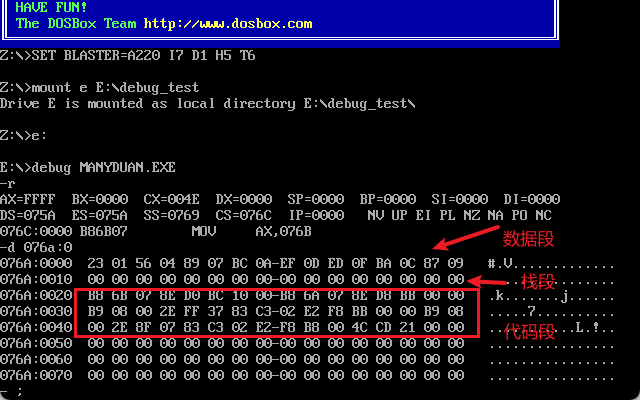 HAVE FUN!
The DOSBox Team http://www.dosbox.com
Z:\>SET BLASTER=A220 I7 D1 H5 T6
Z:\>mount e E:\debug_test
Drive E is mounted as local directory E:\debug_test\
Z:\>e:
E:\>debug MANYDUAN.EXE
-r
AX=FFFF  BX=0000  CX=004E  DX=0000  SP=0000  BP=0000  SI=0000  DI=0000
DS=075A  ES=075A  SS=0769  CS=076C  IP=0000   NV UP EI PL NZ NA PO NC
076C:0000 B86B07        MOV     AX,076B
-d 076a:0
数据段
076A:0000  23 01 56 04 89 07 BC 0A-EF 0D ED 0F BA 0C 87 09   #.V.............
076A:0010  00 00 00 00 00 00 00 00-00 00 00 00 00 00 00 00   ................
栈段
076A:0020  B8 6B 07 8E D0 BC 10 00-B8 6A 07 8E D8 BB 00 00   .k.......j......
076A:0030  B9 08 00 2E FF 37 83 C3-02 E2 F8 BB 00 00 B9 08   .....7..........
076A:0040  00 2E 8F 07 83 C3 02 E2-F8 B8 00 4C CD 21 00 00   ...........L.!..
代码段
076A:0050  00 00 00 00 00 00 00 00-00 00 00 00 00 00 00 00   ................
076A:0060  00 00 00 00 00 00 00 00-00 00 00 00 00 00 00 00   ................
076A:0070  00 00 00 00 00 00 00 00-00 00 00 00 00 00 00 00   ................
- ;